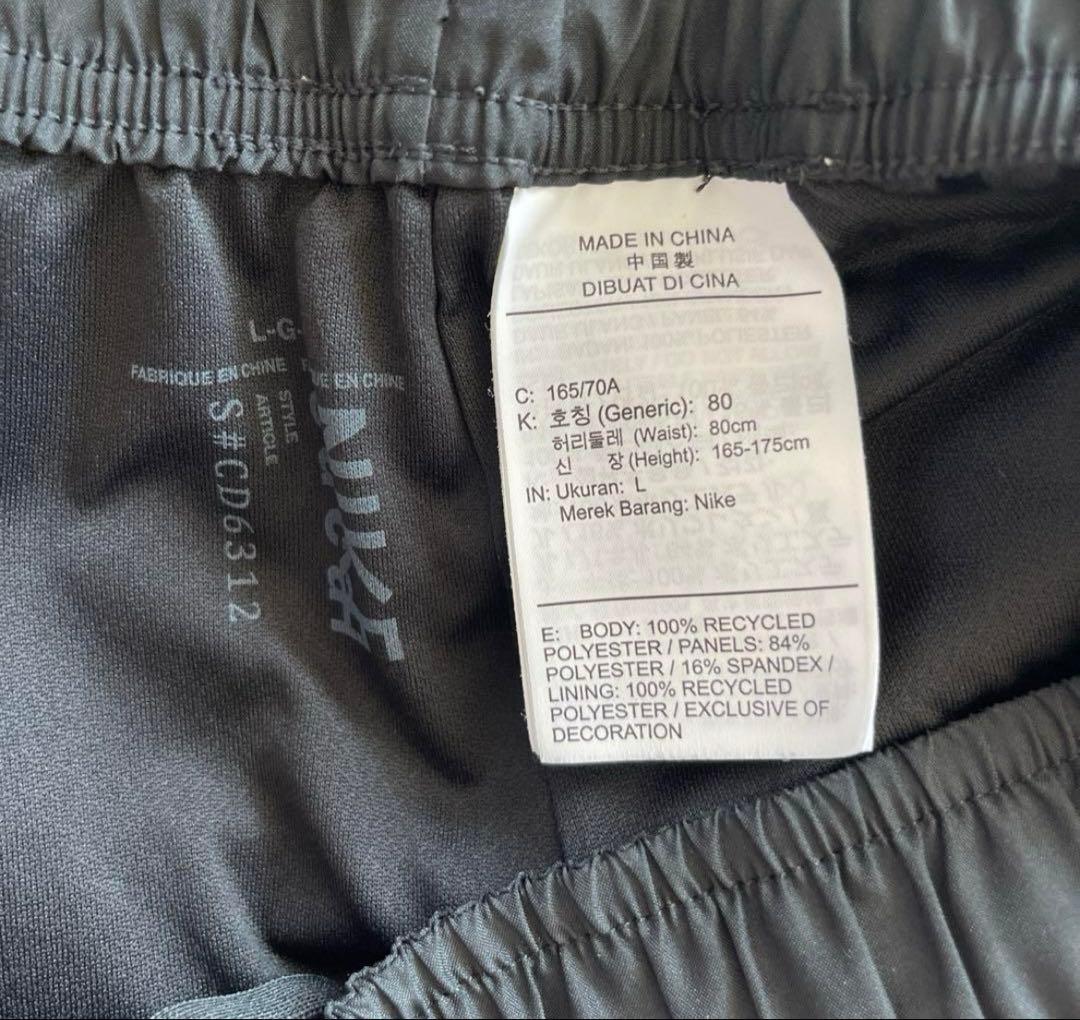 MADE IN CHINA
中国製
DIBUAT DI CINA
C: 165/70A
K: 호칭 (Generic): 80
허리둘레 (Waist): 80cm
신 장 (Height): 165-175cm
IN: Ukuran: L
Merek Barang: Nike
E: BODY: 100% RECYCLED
POLYESTER / PANELS: 84%
POLYESTER / 16% SPANDEX /
LINING: 100% RECYCLED
POLYESTER / EXCLUSIVE OF
DECORATION
L-G-
FABRIQUE EN CHINE
EN CHINE
STYLE
ARTICLE
S#CD6312